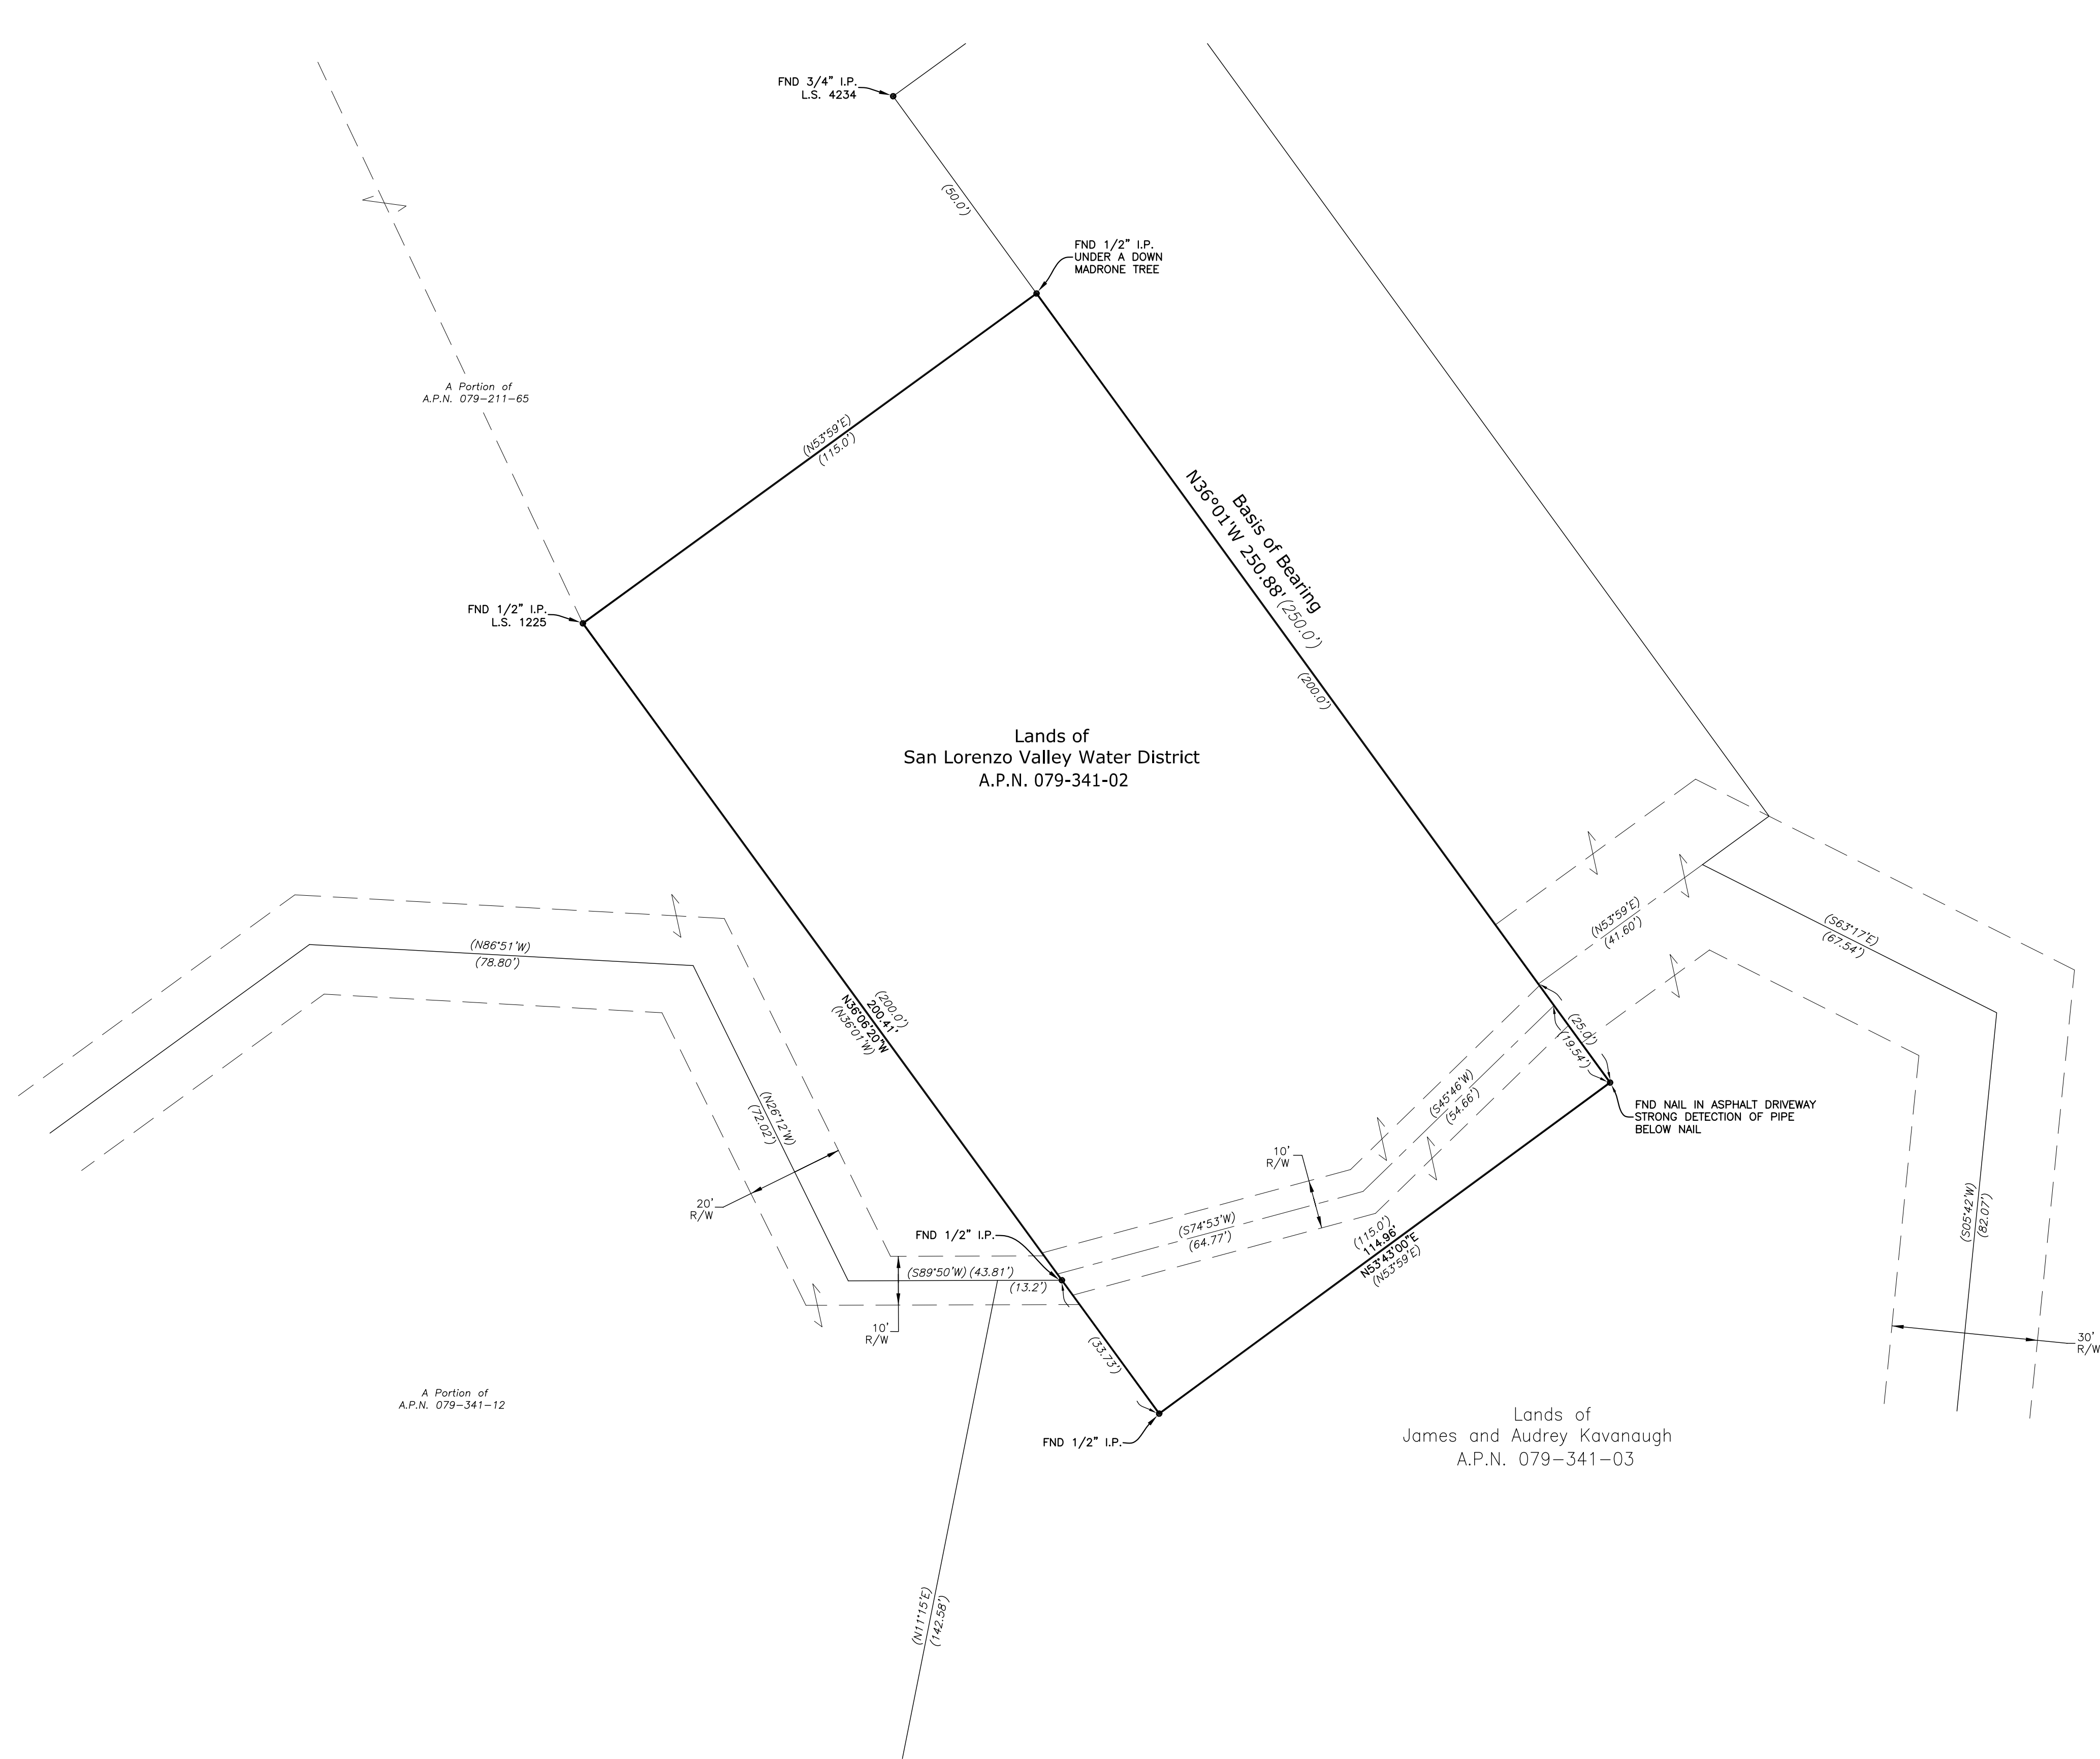 FND 3/4" I.P.
L.S. 4234
(50.0')
FND 1/2" I.P.
UNDER A DOWN
MADRONE TREE
A Portion of
A.P.N. 079-211-65
(N53°59'E)
(115.0')
Basis of Bearing
N36°01'W 250.88' (250.0')
(200.0')
FND 1/2" I.P.
L.S. 1225
Lands of
San Lorenzo Valley Water District
A.P.N. 079-341-02
(N53°59'E)
(41.60')
(S63°17'E)
(67.54')
(N86°51'W)
(78.80')
(200.0')
200.41'
N36°06'20"W
(N36°01'W)
(25.0')
(19.54')
(S45°46'W)
(54.66')
FND NAIL IN ASPHALT DRIVEWAY
STRONG DETECTION OF PIPE
BELOW NAIL
(N26°12'W)
(72.02')
10'
R/W
20'
R/W
(S05°42'W)
(82.07')
FND 1/2" I.P.
(S74°53'W)
(64.77')
(115.0')
114.96'
N53°43'00"E
(N53°59'E)
(S89°50'W) (43.81')
(13.2')
10'
R/W
30'
R/W
(33.73')
A Portion of
A.P.N. 079-341-12
FND 1/2" I.P.
Lands of
James and Audrey Kavanaugh
A.P.N. 079-341-03
(N11°15'E)
(142.58')